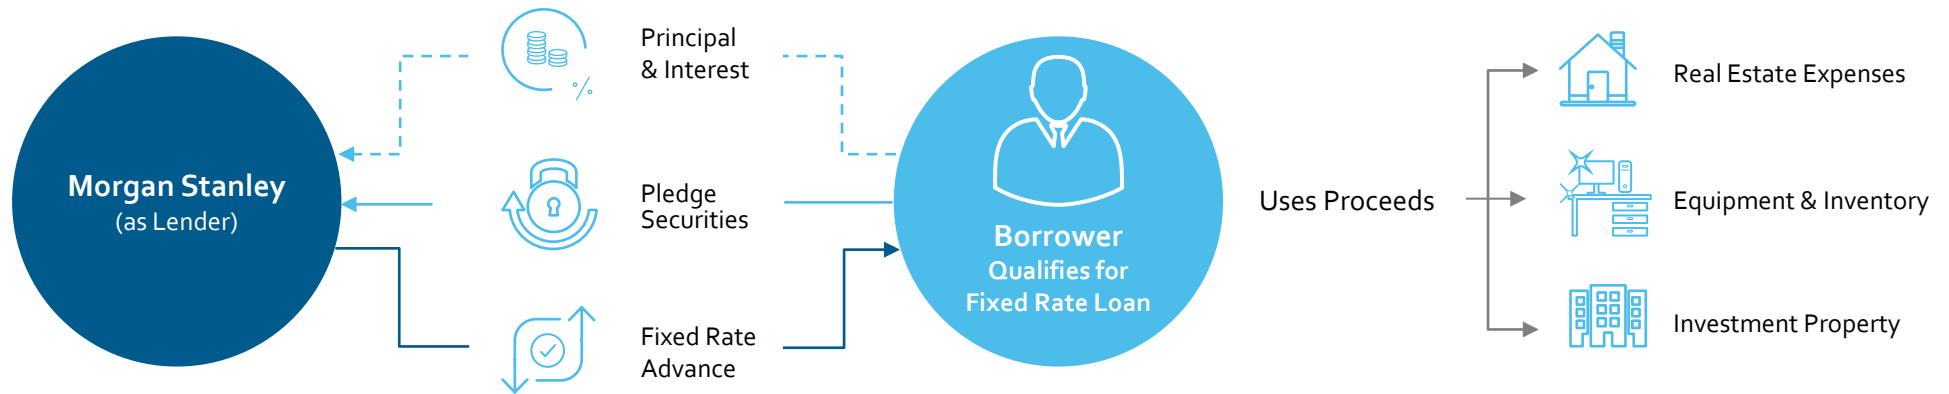 Morgan Stanley
(as Lender)
Principal
& Interest
Pledge
Securities
Fixed Rate
Advance
Borrower
Qualifies for
Fixed Rate Loan
Uses Proceeds
Real Estate Expenses
Equipment & Inventory
Investment Property